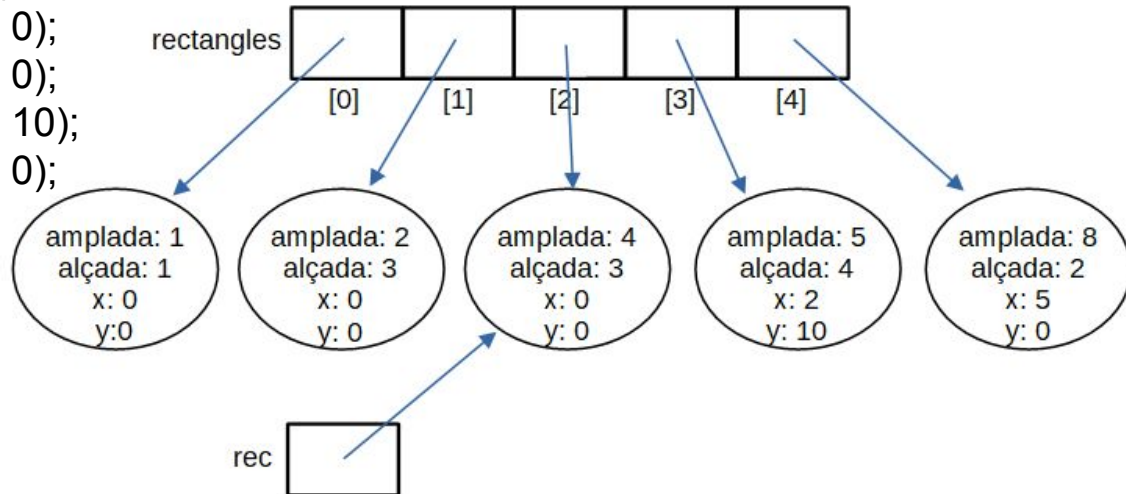 0);
0);
10);
0);
rectangles
[0] [1] [2] [3] [4]
amplada: 1
alçada: 1
x: 0
y:0
amplada: 2
alçada: 3
x: 0
y: 0
amplada: 4
alçada: 3
x: 0
y: 0
amplada: 5
alçada: 4
x: 2
y: 10
amplada: 8
alçada: 2
x: 5
y: 0
rec